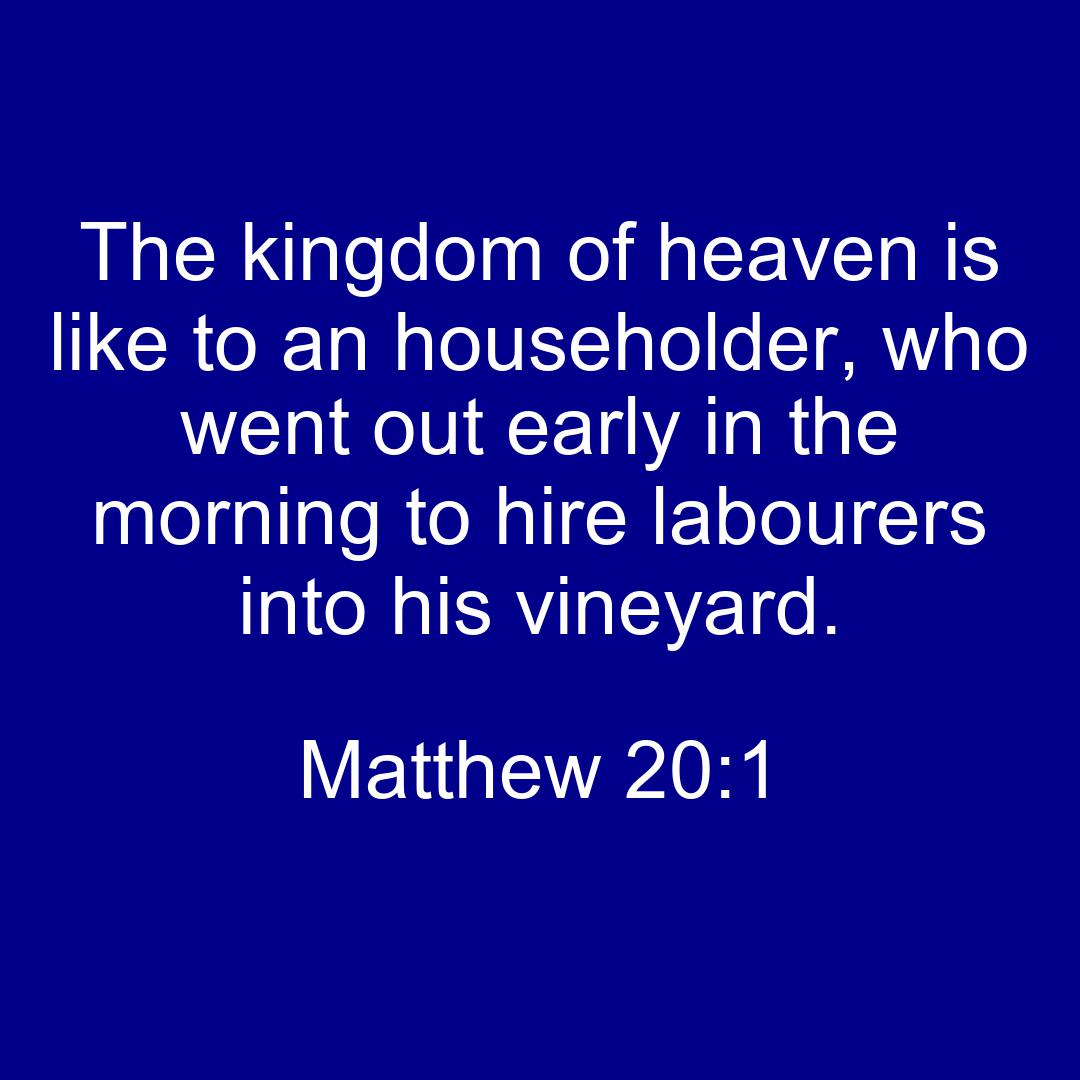 The kingdom of heaven is
like to an householder, who
went out early in the
morning to hire labourers
into his vineyard.
Matthew 20:1